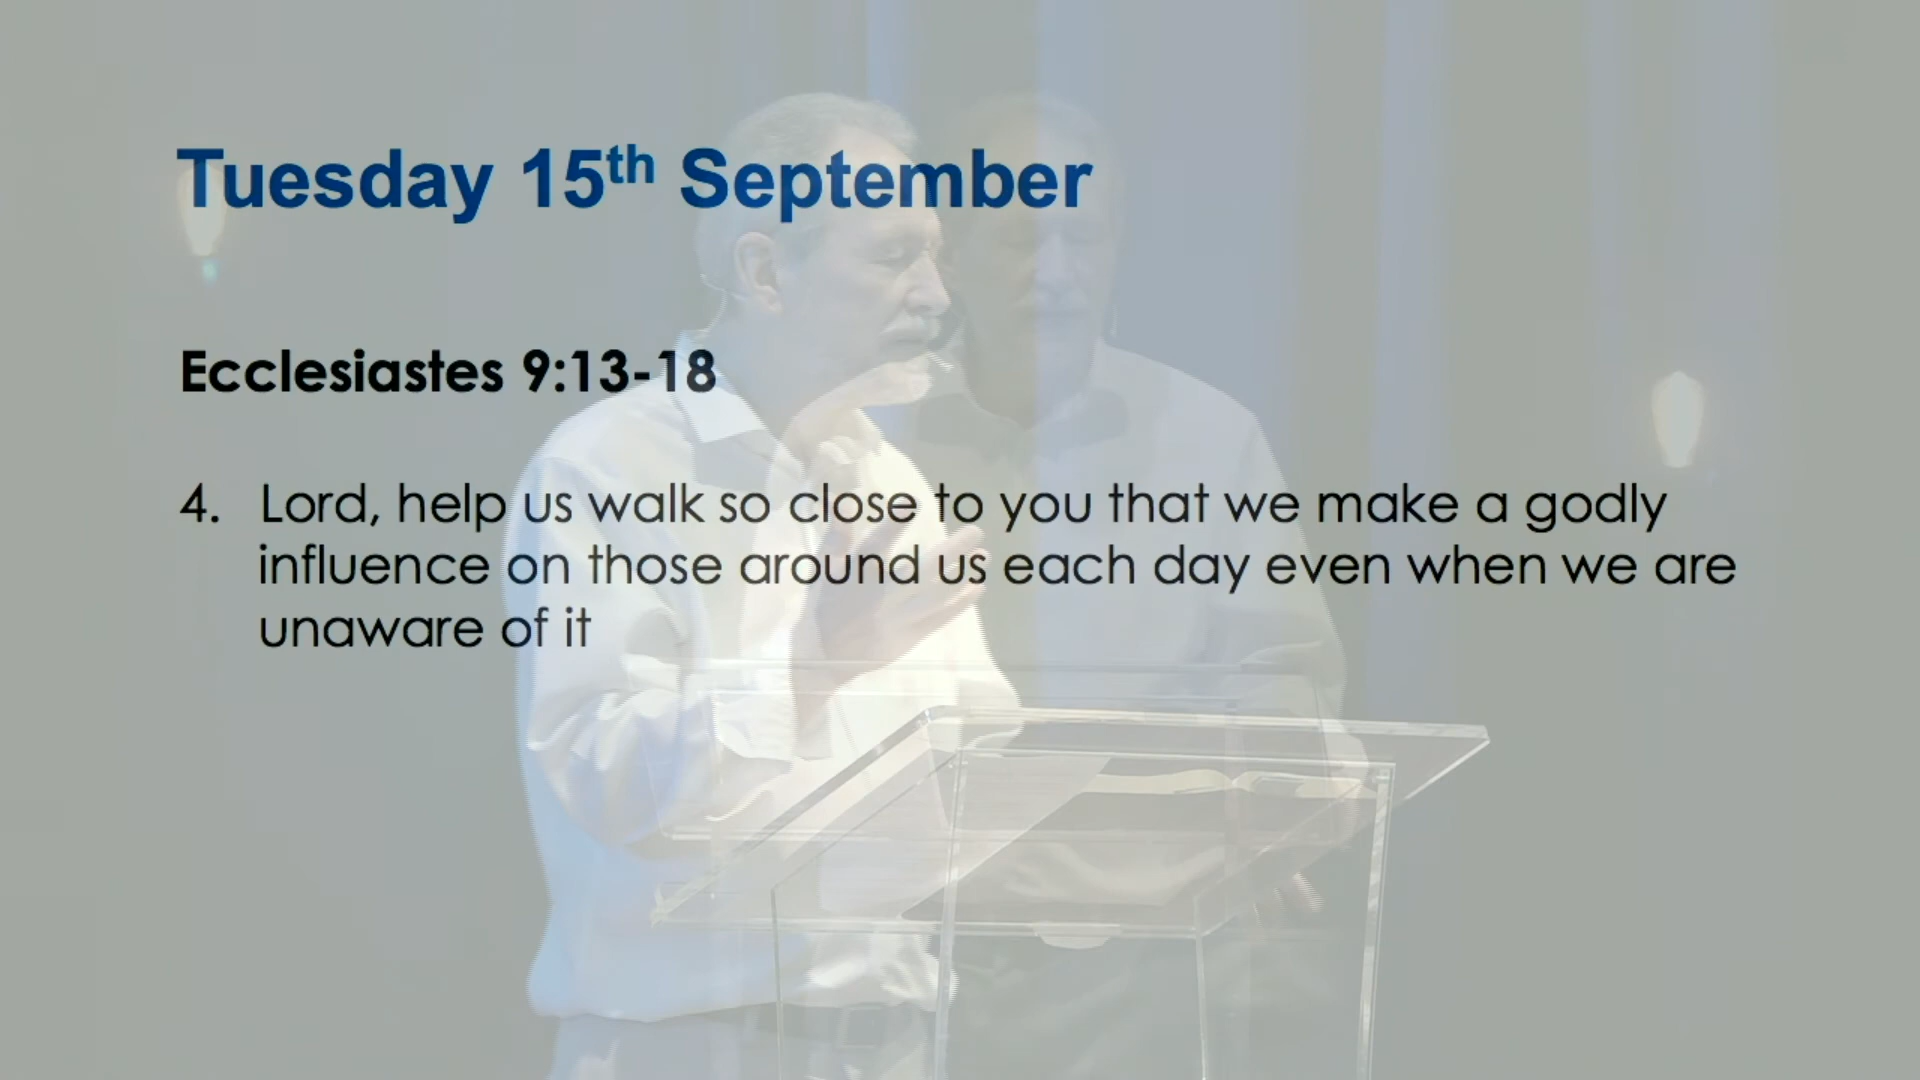 Tuesday 15th September
Ecclesiastes 9:13-18
4. Lord, help us walk so close to you that we make a godly
influence on those around us each day even when we are
unaware of it